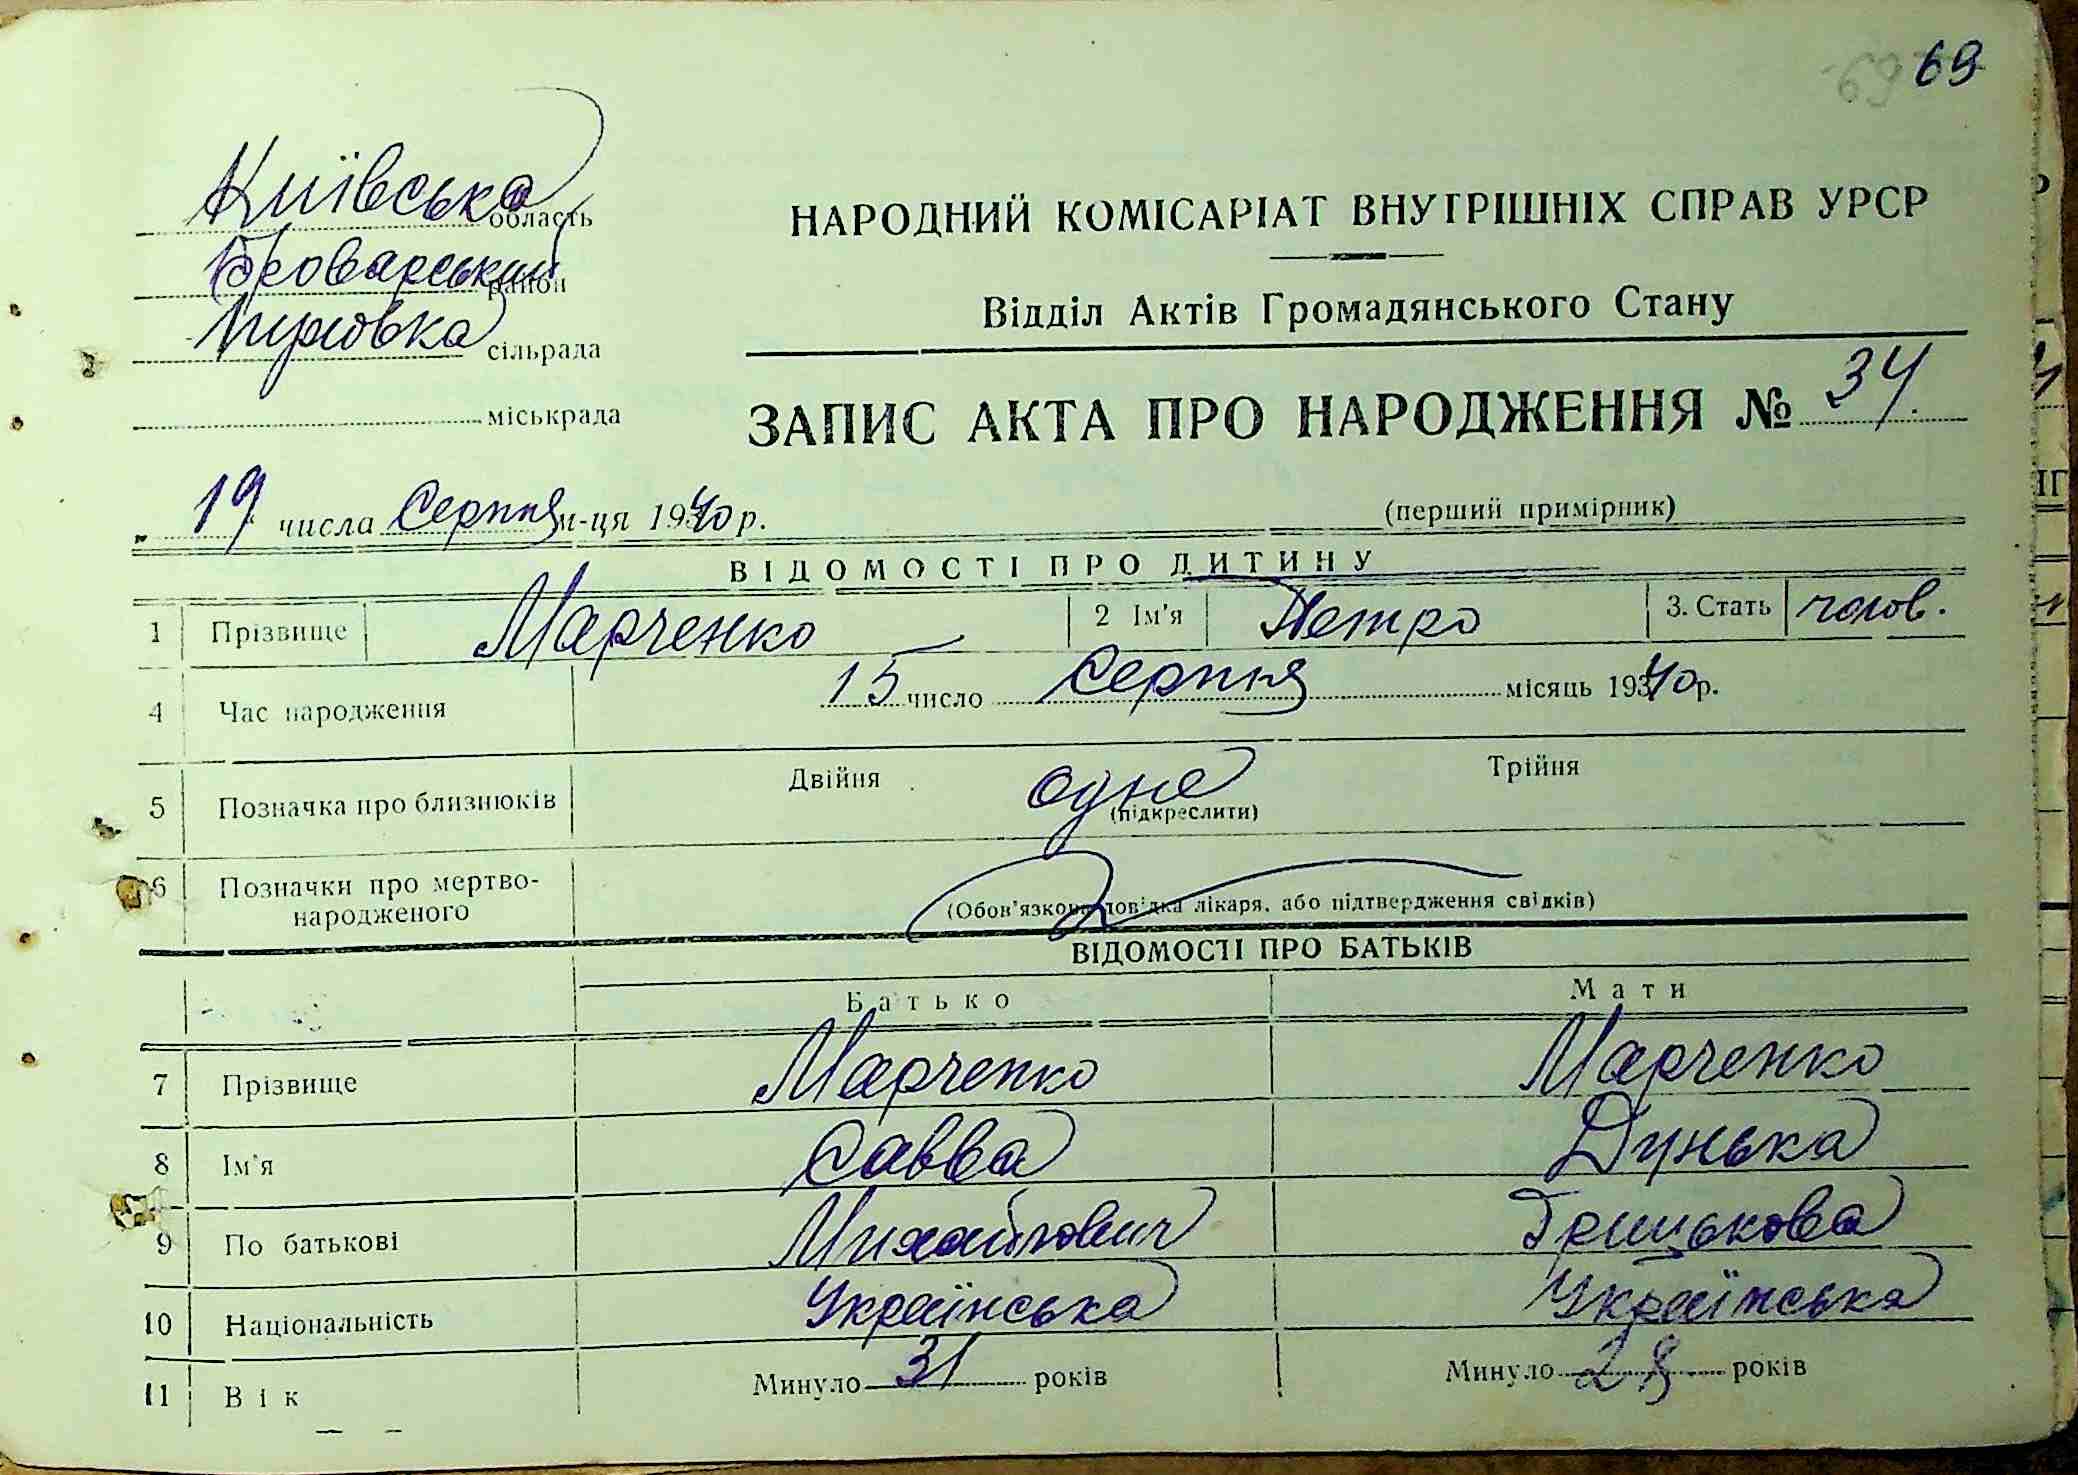 69 69
Київська область
Броварський район
сільрада
міськрада
НАРОДНИЙ КОМІСАРІАТ ВНУТРІШНІХ СПРАВ УРСР
Відділ Актів Громадянського Стану
ЗАПИС АКТА ПРО НАРОДЖЕННЯ № 34.
(перший примірник)
„ 19 " числа Серпня м-ця 1940 р.
ВІДОМОСТІ ПРО ДИТИНУ
1 Прізвище Марченко 2 Ім'я Петро 3. Стать чолов.
4 Час народження 15 число Серпня місяць 1940 р.
5 Позначка про близнюків Двійня одне Трійня
(підкреслити)
6 Позначки про мертво-
народженого
(Обов'язкова довідка лікаря, або підтвердження свідків)
ВІДОМОСТІ ПРО БАТЬКІВ
Батько Мати
7 Прізвище Марченко Марченко
8 Ім'я Савва Дунька
9 По батькові Михайлович Грицькова
10 Національність Українська Українська
11 Вік Минуло 31 років Минуло 28 років